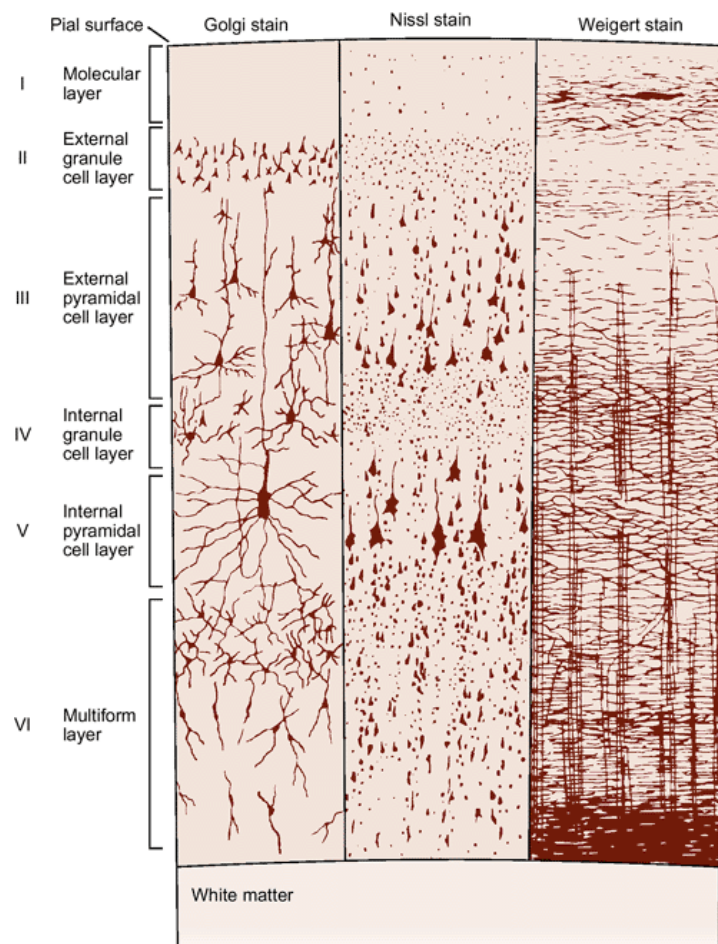 Pial surface
Golgi stain
Nissl stain
Weigert stain
I
Molecular
layer
II
External
granule
cell layer
III
External
pyramidal
cell layer
IV
Internal
granule
cell layer
V
Internal
pyramidal
cell layer
VI
Multiform
layer
White matter